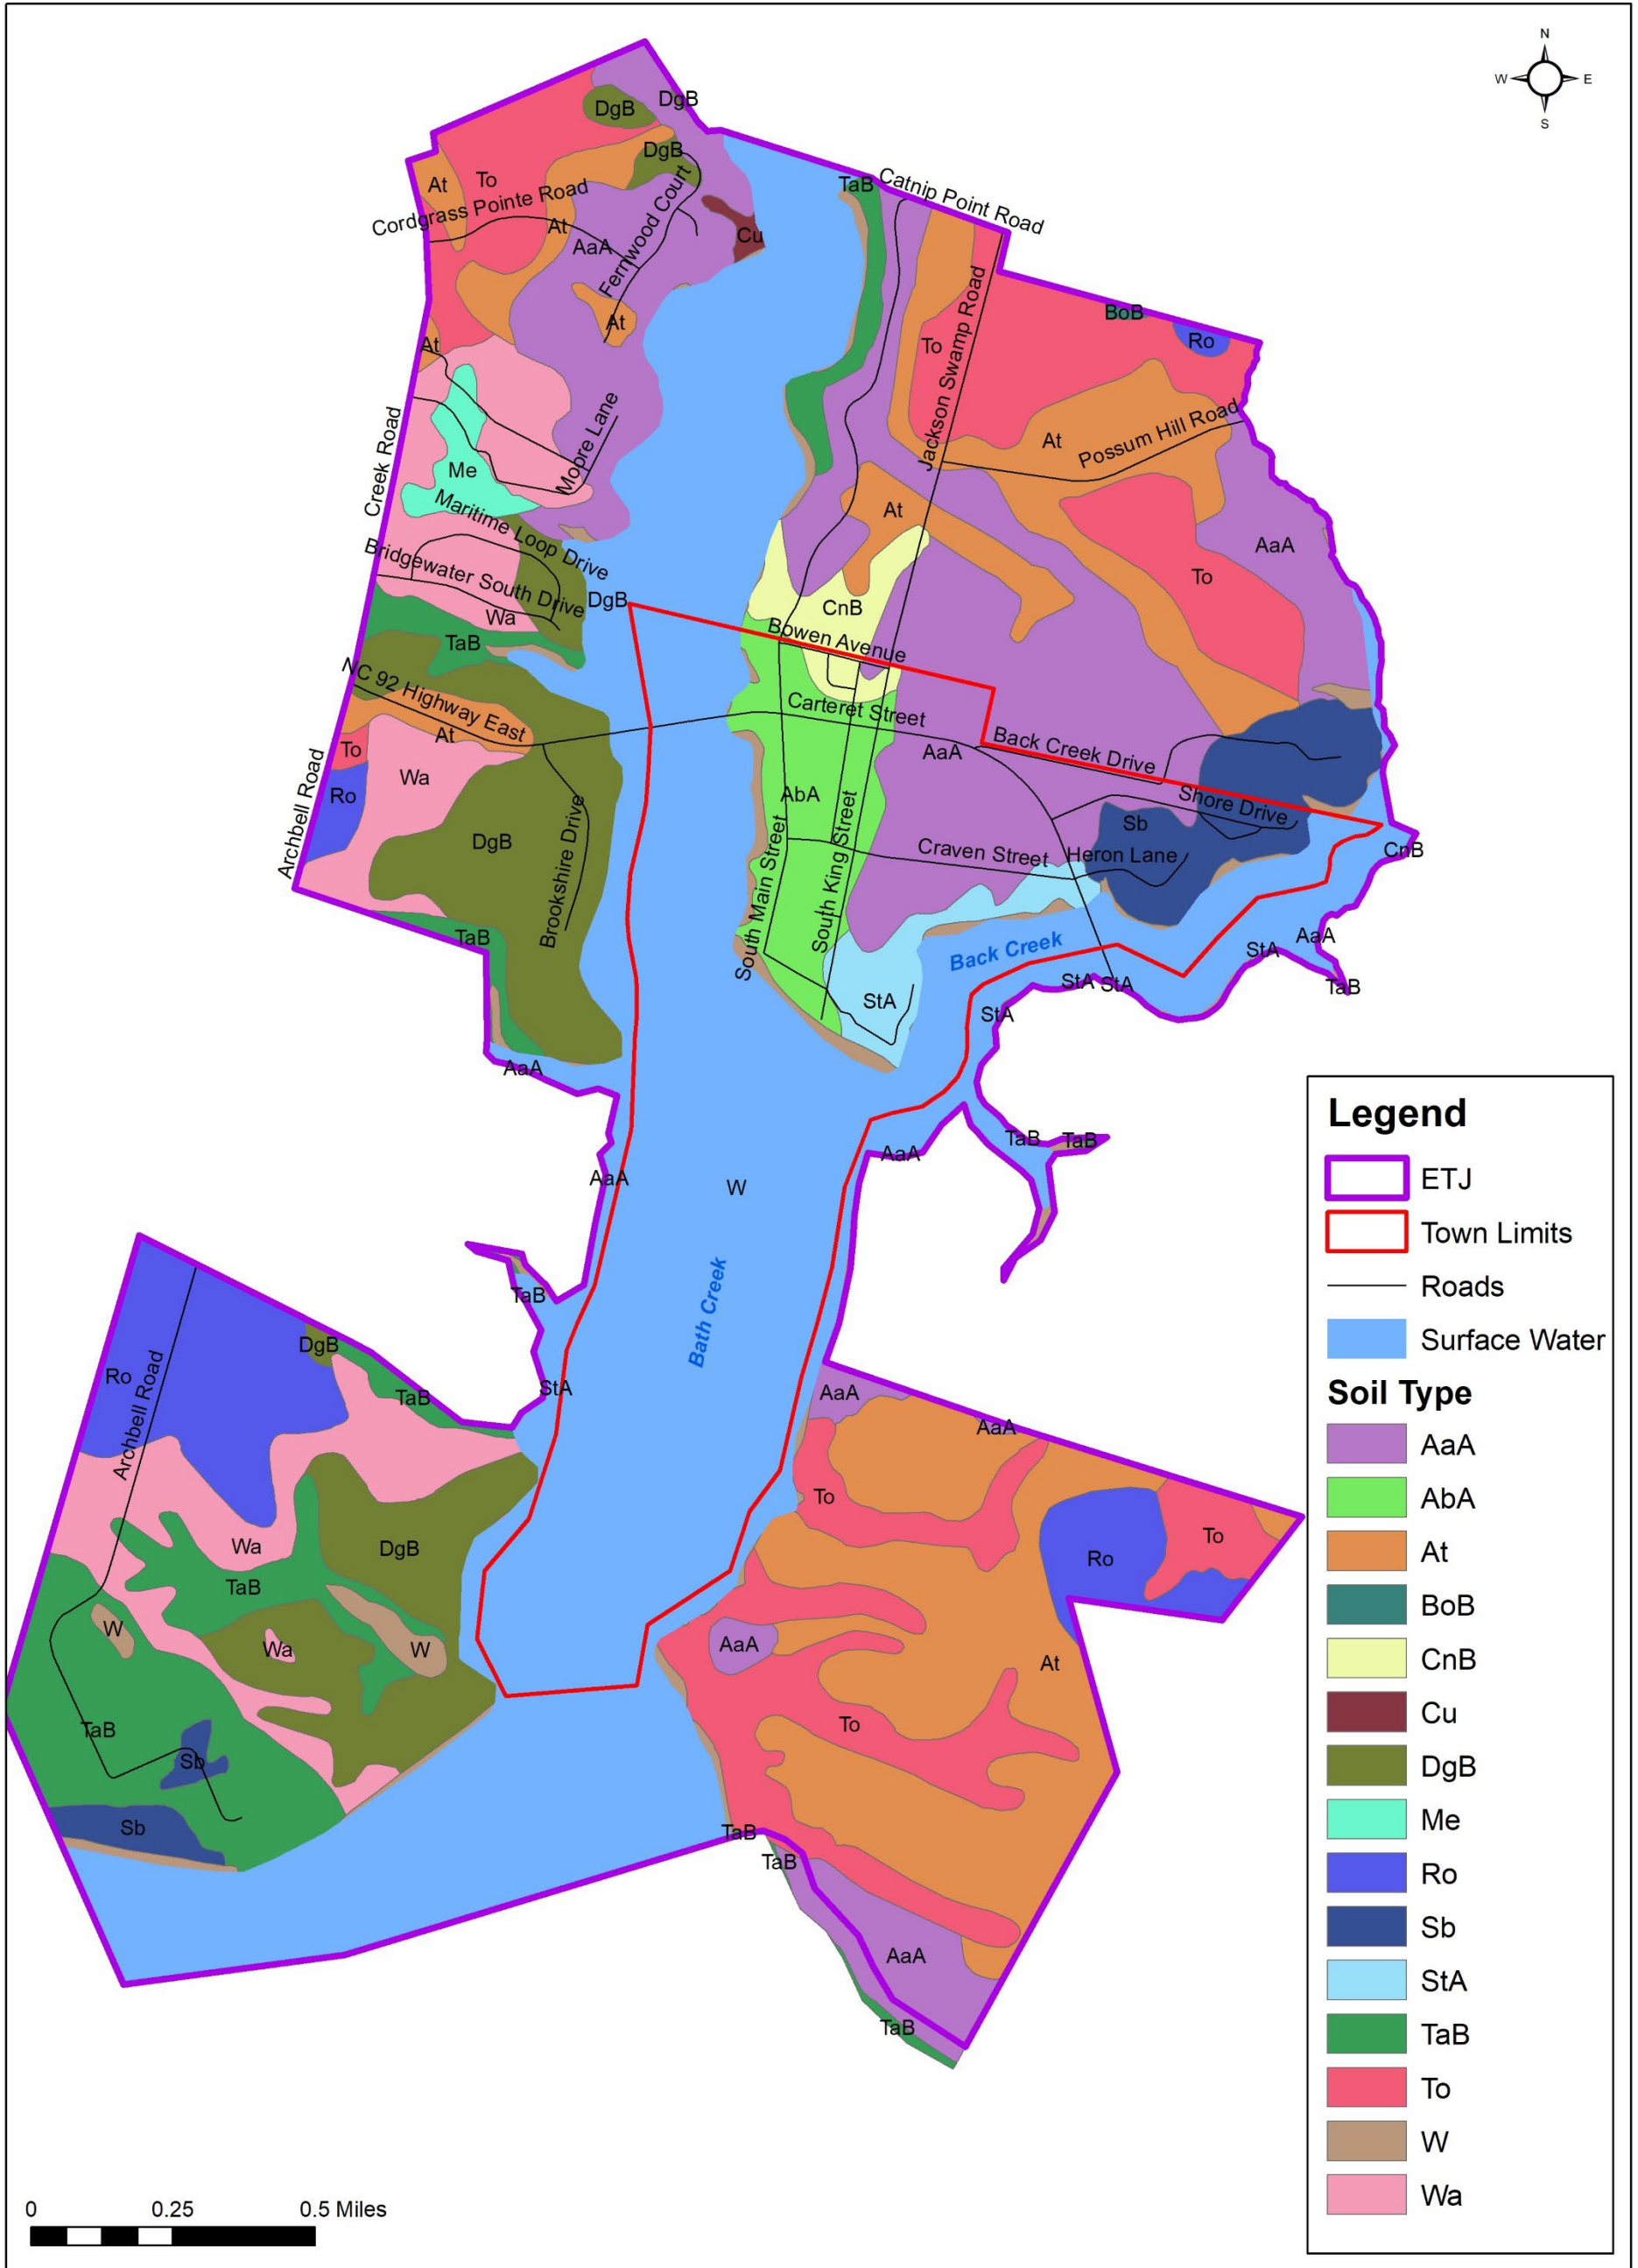 N
W E
S
DgB
DgB
DgB
At
To
Cordgrass Pointe Road
At
AaA
Fernwood Court
Cu
At
At
TaB
Catnip Point Road
BoB
Ro
To
Jackson Swamp Road
At
Possum Hill Road
Creek Road
Moore Lane
Me
Maritime Loop Drive
At
AaA
To
Bridgewater South Drive
DgB
Wa
CnB
Bowen Avenue
TaB
NC 92 Highway East
At
Carteret Street
AaA
Back Creek Drive
To
Archbell Road
Wa
Ro
AbA
Shore Drive
Sb
DgB
Brookshire Drive
South Main Street
South King Street
Craven Street
Heron Lane
CnB
TaB
Back Creek
StA
StA
StA
StA
AaA
TaB
StA
AaA
StA
AaA
AaA
TaB
TaB
W
Bath Creek
TaB
StA
DgB
Ro
TaB
Archbell Road
AaA
AaA
To
Ro
To
Wa
DgB
TaB
W
Wa
W
AaA
At
To
TaB
Sb
Sb
TaB
TaB
AaA
TaB
Legend
ETJ
Town Limits
Roads
Surface Water
Soil Type
AaA
AbA
At
BoB
CnB
Cu
DgB
Me
Ro
Sb
StA
TaB
To
W
Wa
0 0.25 0.5 Miles